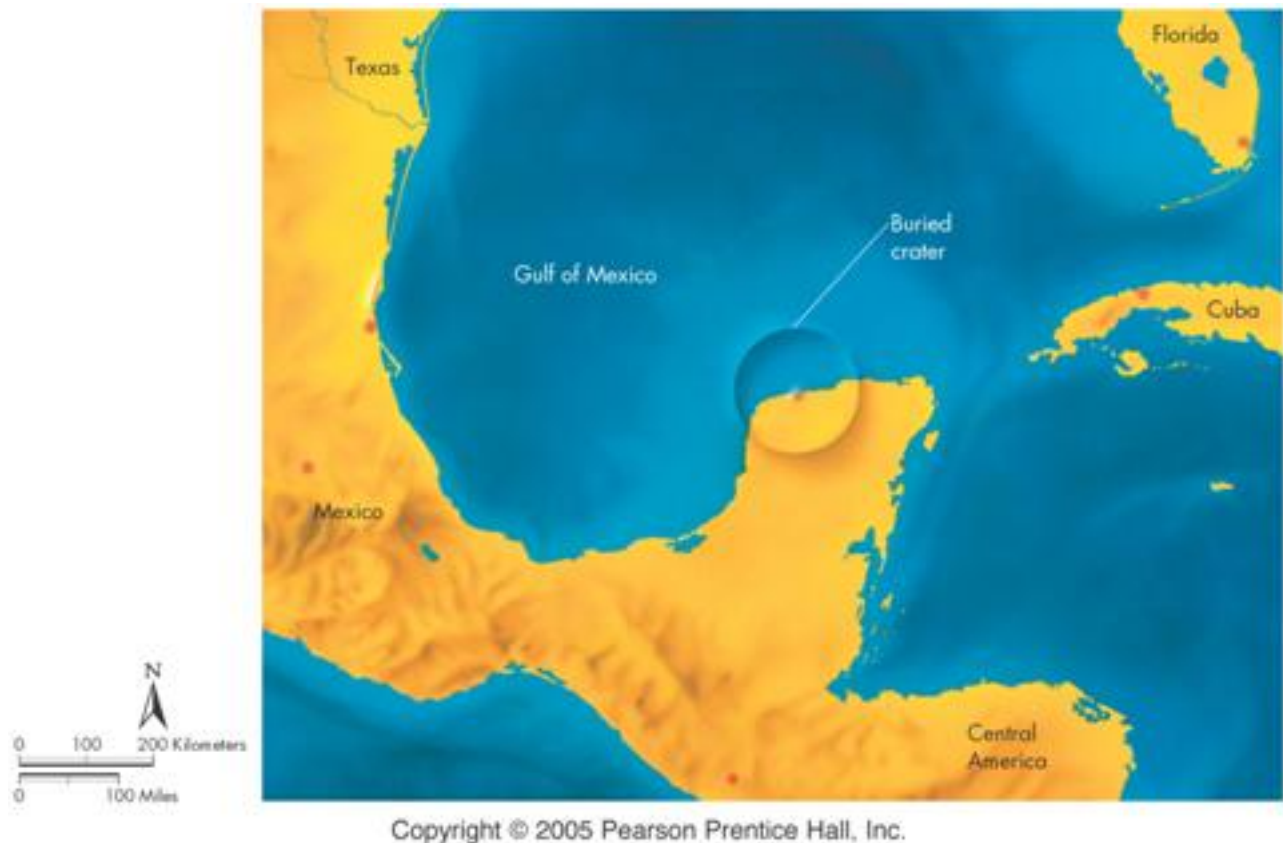 Florida
Texas
Buried
crater
Gulf of Mexico
Cuba
Mexico
N
0 100 200 Kilometers
0 100 Miles
Central
America
Copyright © 2005 Pearson Prentice Hall, Inc.